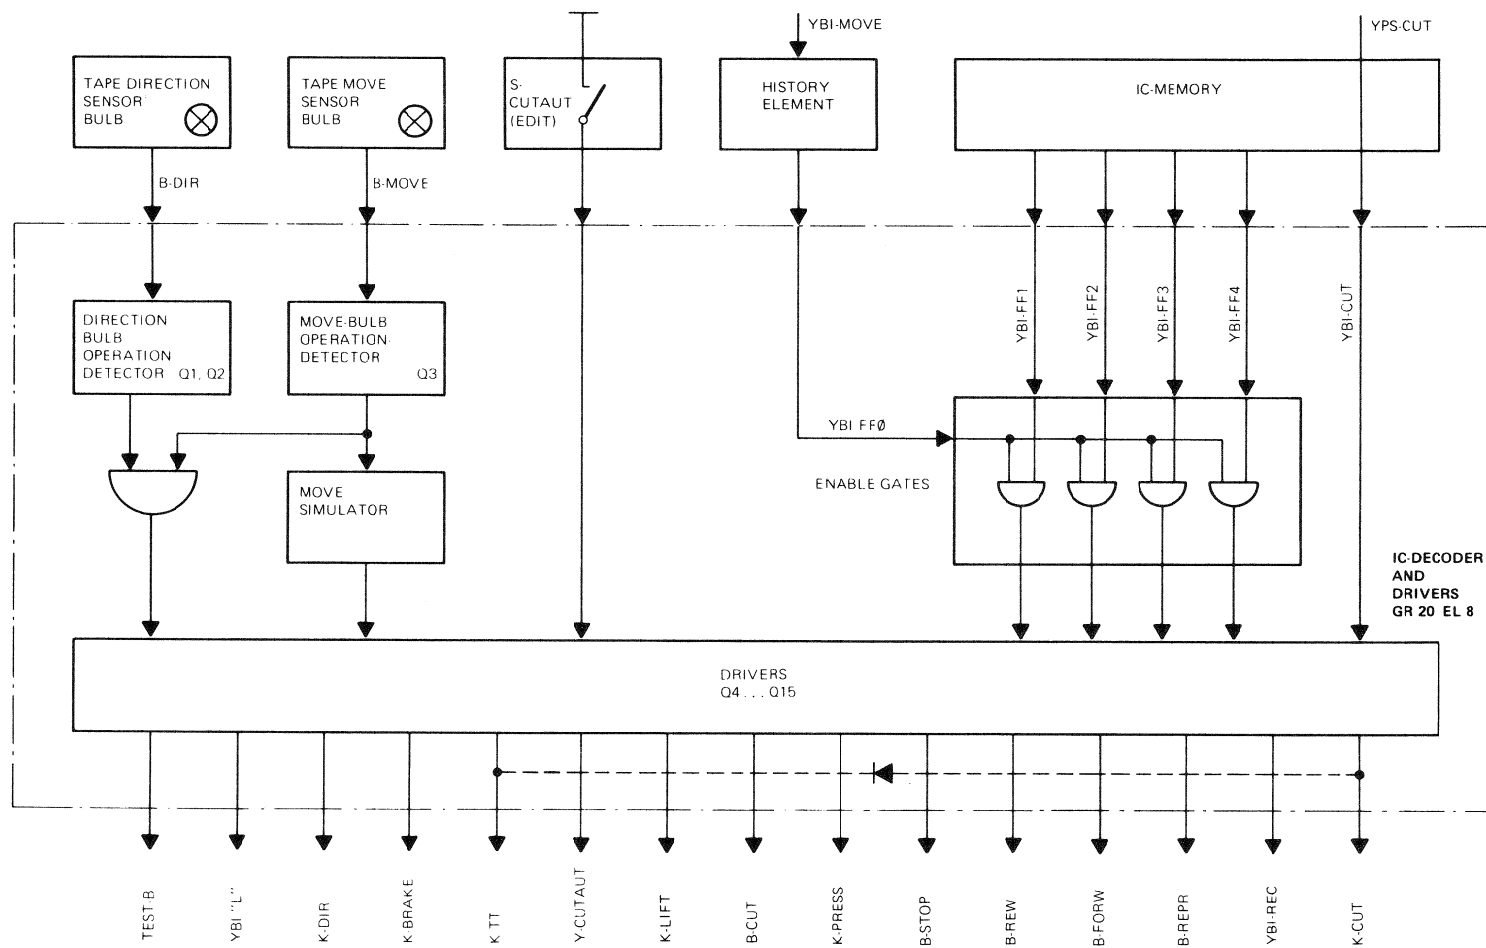 YBI-MOVE
YPS-CUT
TAPE DIRECTION
SENSOR
BULB
TAPE MOVE
SENSOR
BULB
S-
CUTAUT
(EDIT)
HISTORY
ELEMENT
IC-MEMORY
B-DIR
B-MOVE
YBI-FF1
YBI-FF2
YBI-FF3
YBI-FF4
YBI-CUT
DIRECTION
BULB
OPERATION
DETECTOR Q1, Q2
MOVE-BULB
OPERATION-
DETECTOR
Q3
YBI FFØ
ENABLE GATES
MOVE
SIMULATOR
IC-DECODER
AND
DRIVERS
GR 20 EL 8
DRIVERS
Q4 . . . Q15
TEST-B
YBI "L"
K-DIR
K-BRAKE
K TT
Y-CUTAUT
K-LIFT
B-CUT
K-PRESS
B-STOP
B-REW
B-FORW
B-REPR
YBI-REC
K-CUT